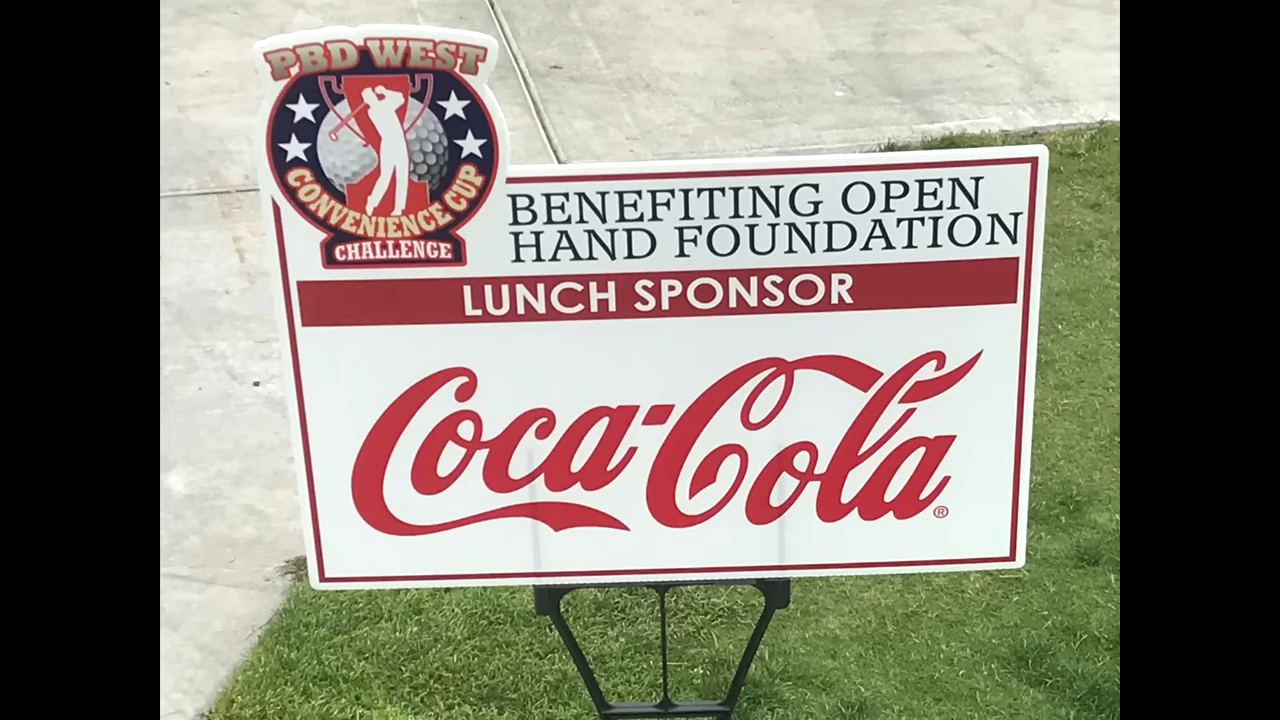 PBD WEST
CONVENIENCE CUP
CHALLENGE
BENEFITING OPEN
HAND FOUNDATION
LUNCH SPONSOR
Coca-Cola®